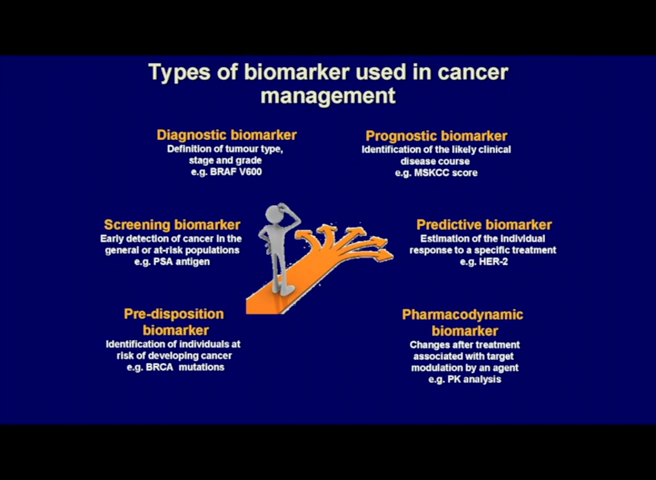 Types of biomarker used in cancer
management
Diagnostic biomarker
Definition of tumour type,
stage and grade
e.g. BRAF V600
Prognostic biomarker
Identification of the likely clinical
disease course
e.g. MSKCC score
Screening biomarker
Early detection of cancer in the
general or at-risk populations
e.g. PSA antigen
Predictive biomarker
Estimation of the individual
response to a specific treatment
e.g. HER-2
Pre-disposition
biomarker
Identification of individuals at
risk of developing cancer
e.g. BRCA mutations
Pharmacodynamic
biomarker
Changes after treatment
associated with target
modulation by an agent
e.g. PK analysis